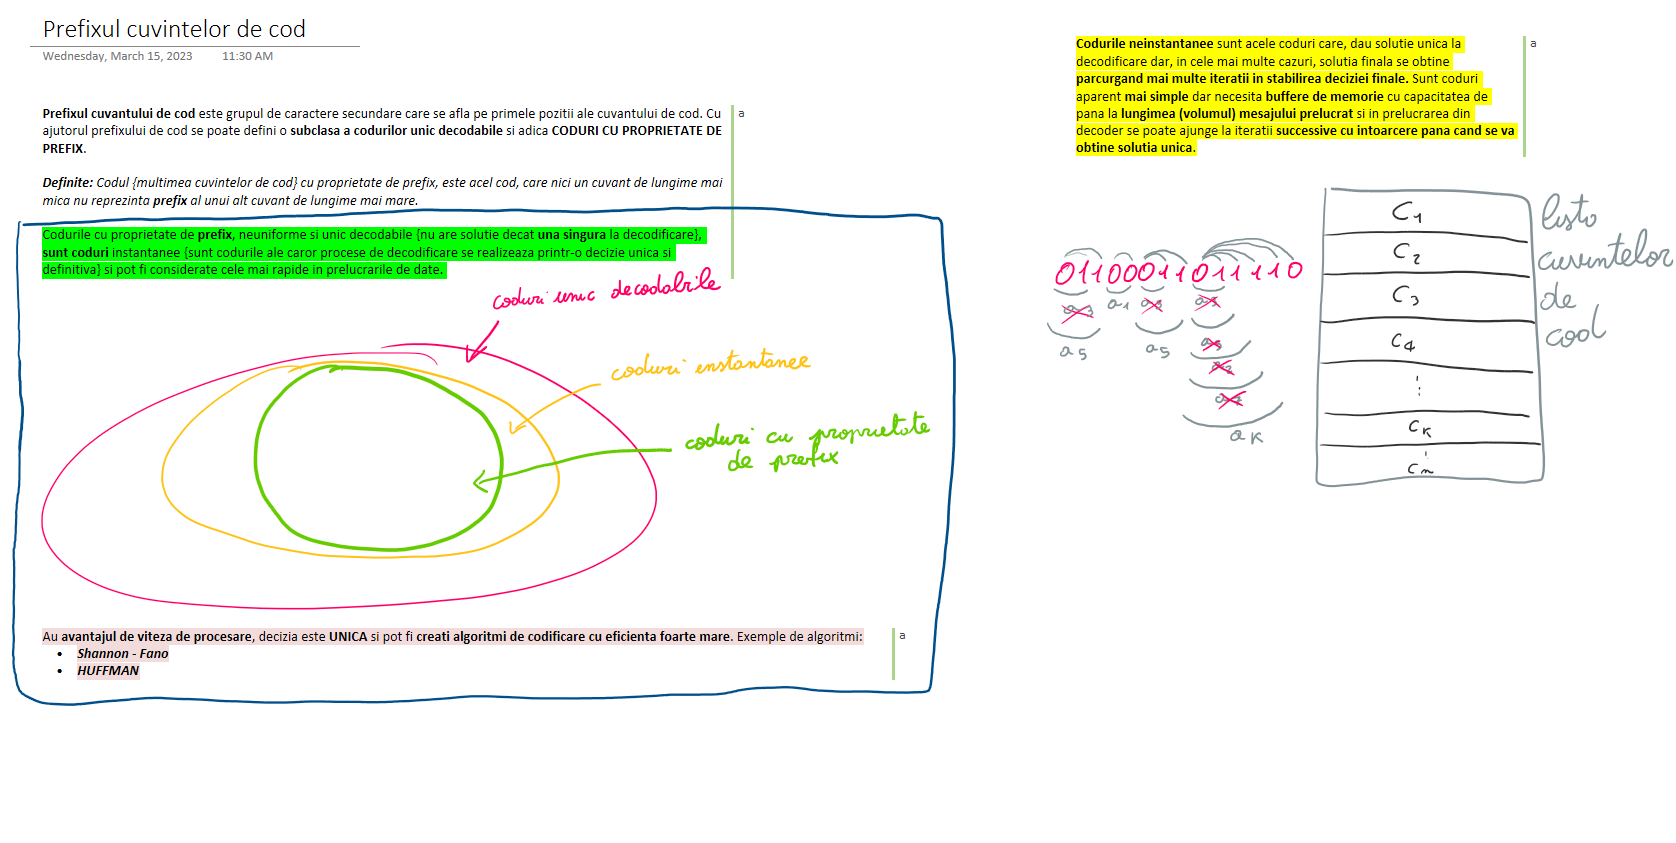 Prefixul cuvintelor de cod
Wednesday, March 15, 2023 11:30 AM
Prefixul cuvantului de cod este grupul de caractere secundare care se afla pe primele pozitii ale cuvantului de cod. Cu
ajutorul prefixului de cod se poate defini o subclasa a codurilor unic decodabile si adica CODURI CU PROPRIETATE DE
PREFIX.
a
Definite: Codul {multimea cuvintelor de cod} cu proprietate de prefix, este acel cod, care nici un cuvant de lungime mai
mica nu reprezinta prefix al unui alt cuvant de lungime mai mare.
Codurile cu proprietate de prefix, neuniforme si unic decodabile {nu are solutie decat una singura la decodificare},
sunt coduri instantanee {sunt codurile ale caror procese de decodificare se realizeaza printr-o decizie unica si
definitiva} si pot fi considerate cele mai rapide in prelucrarile de date.
coduri unic decodabile
coduri instantanee
coduri cu proprietate
de prefix
Au avantajul de viteza de procesare, decizia este UNICA si pot fi creati algoritmi de codificare cu eficienta foarte mare. Exemple de algoritmi:
a
• Shannon - Fano
• HUFFMAN
Codurile neinstantanee sunt acele coduri care, dau solutie unica la
decodificare dar, in cele mai multe cazuri, solutia finala se obtine
parcurgand mai multe iteratii in stabilirea deciziei finale. Sunt coduri
aparent mai simple dar necesita buffere de memorie cu capacitatea de
pana la lungimea (volumul) mesajului prelucrat si in prelucrarea din
decoder se poate ajunge la iteratii successive cu intoarcere pana cand se va
obtine solutia unica.
a
01100011011110
a1
a5 a5
aK
C1
C2
C3
C4
⋮
CK
⋮
Cn
lista
cuvintelor
de
cod